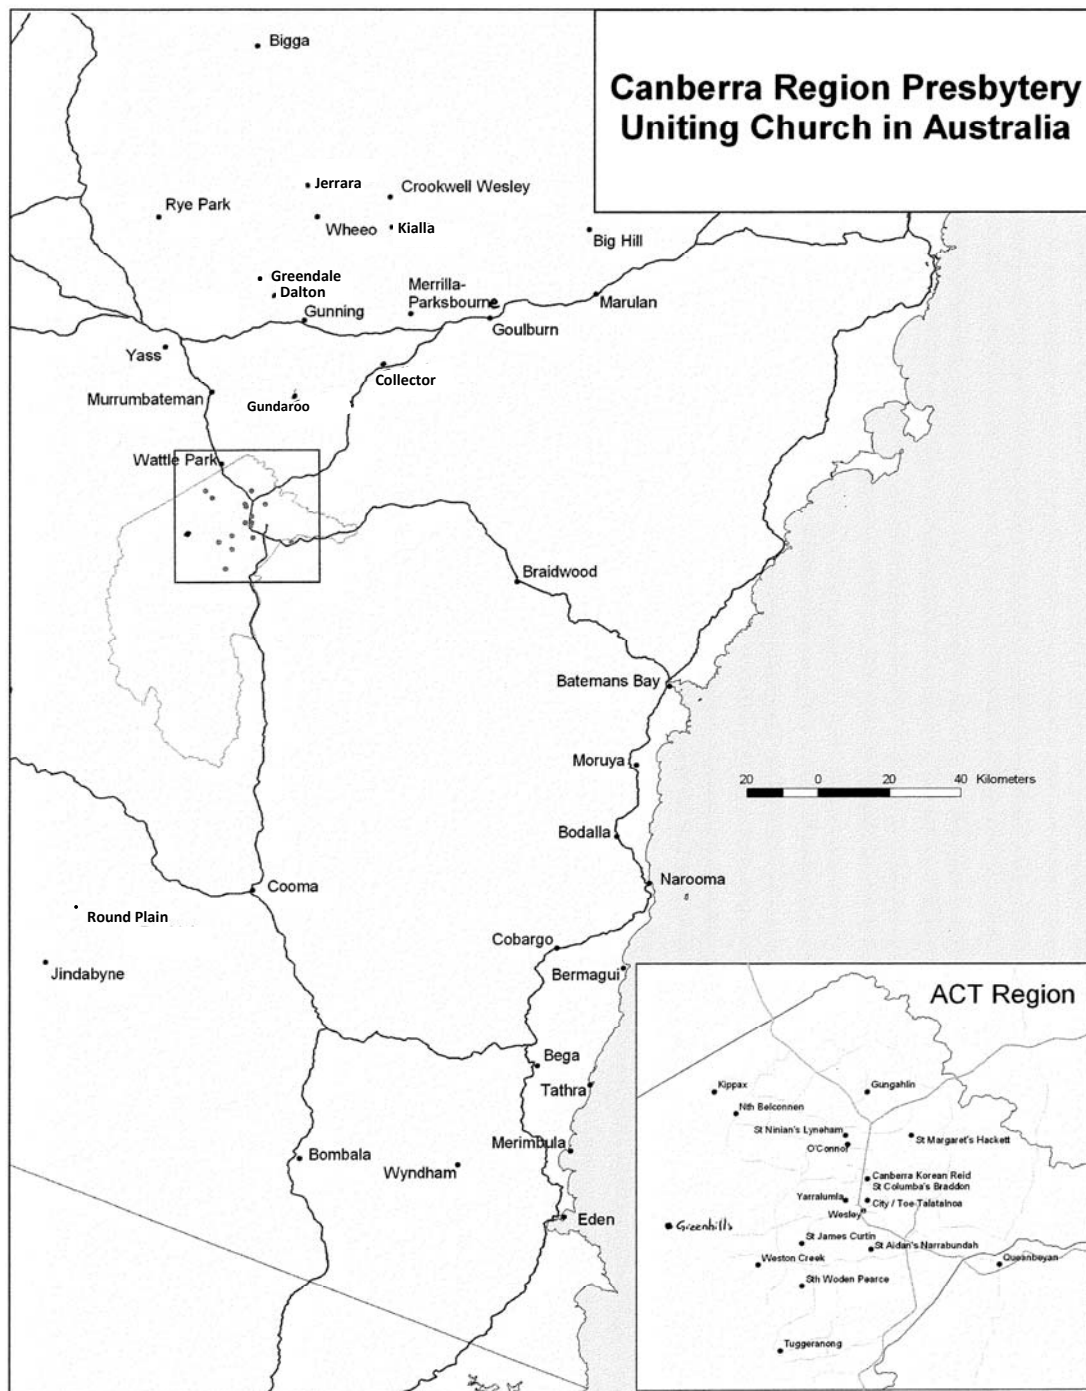 Bigga
Canberra Region Presbytery
Uniting Church in Australia
Jerrara
Crookwell Wesley
Rye Park
Wheeo
Kialla
Big Hill
Greendale
Dalton
Merrilla-
Parksbourne
Marulan
Gunning
Goulburn
Yass
Collector
Murrumbateman
Gundaroo
Wattle Park
Braidwood
Batemans Bay
Moruya
20 0 20 40 Kilometers
Bodalla
Cooma
Narooma
Round Plain
Cobargo
Jindabyne
Bermagui
ACT Region
Bega
Tathra
Kippax
Gungahlin
Nth Belconnen
St Ninian's Lyneham
St Margaret's Hackett
O'Connor
Merimbula
Bombala
Wyndham
Canberra Korean Reid
St Columba's Braddon
Yarralumla
City / Toe Talatalnoa
Wesley
Eden
Greenhills
St James Curtin
St Aidan's Narrabundah
Weston Creek
Queanbeyan
Sth Woden Pearce
Tuggeranong